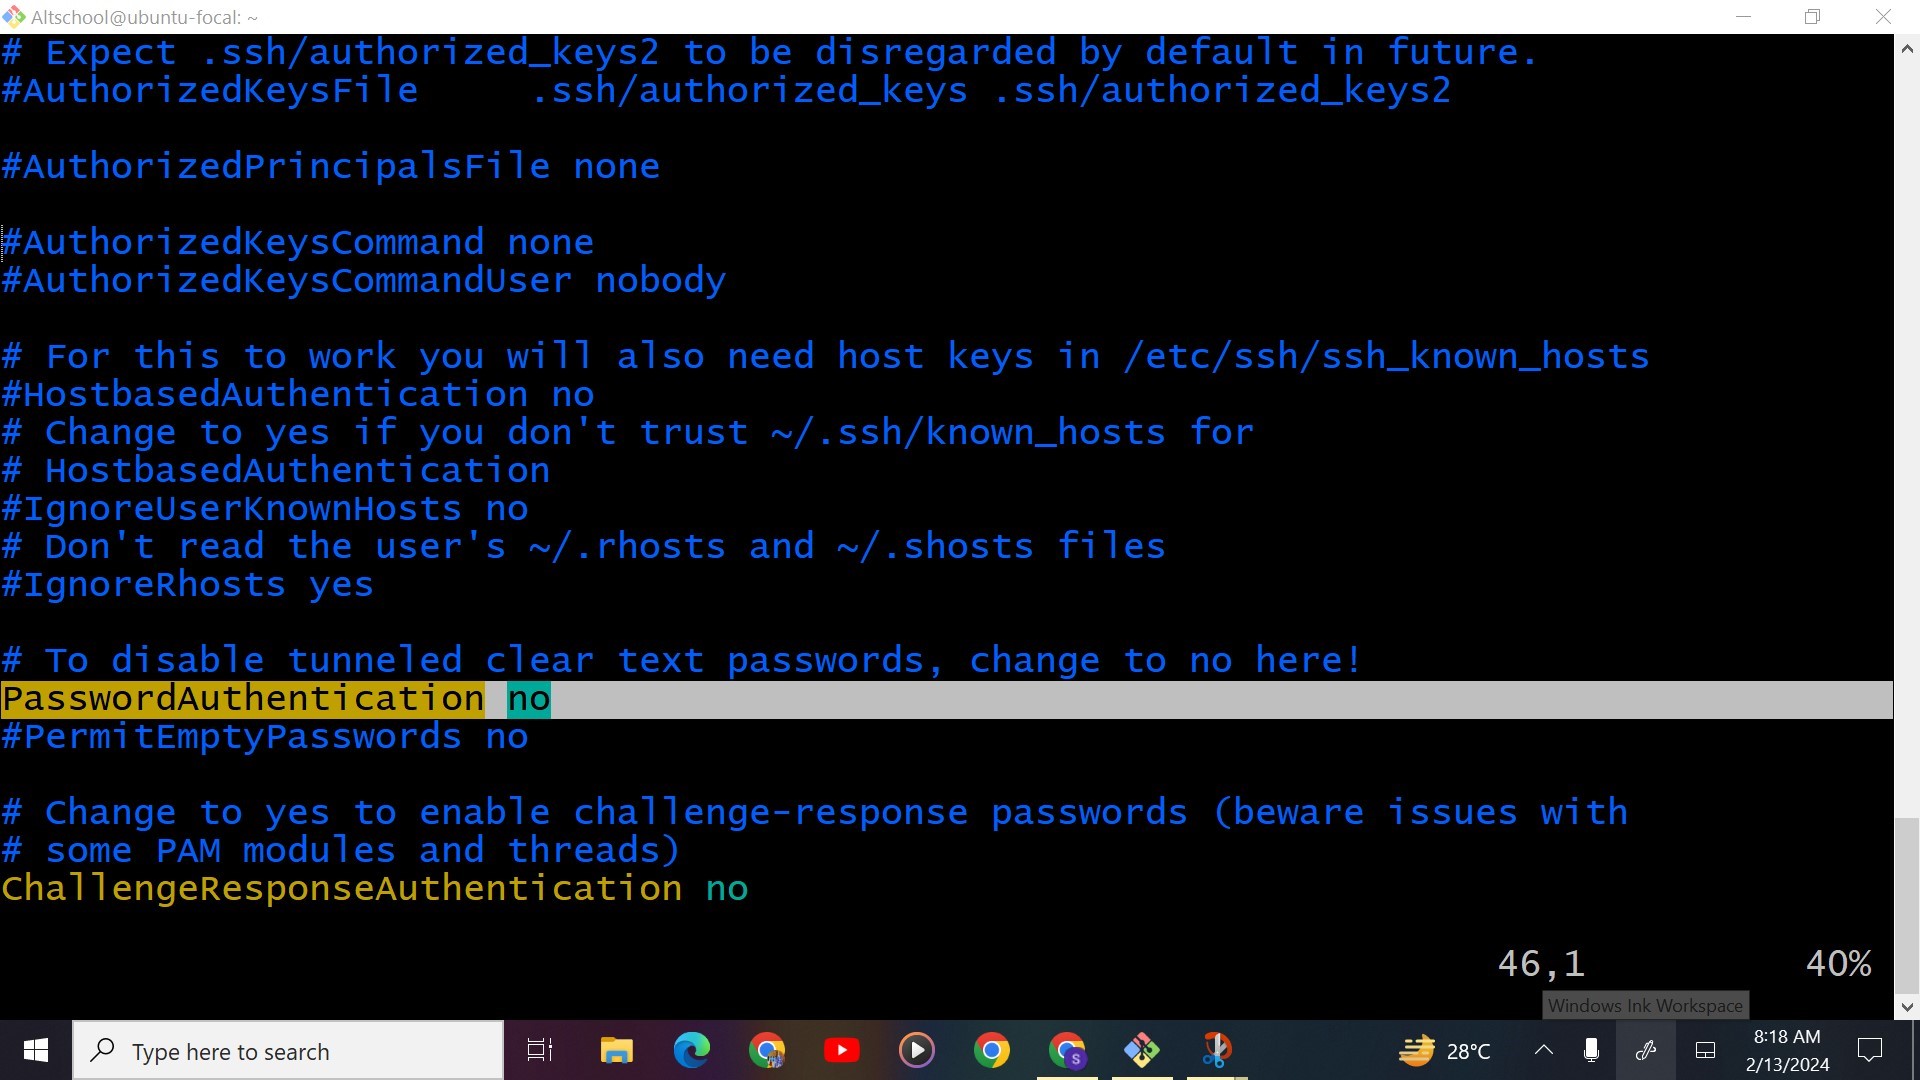 Altschool@ubuntu-focal: ~
# Expect .ssh/authorized_keys2 to be disregarded by default in future.
#AuthorizedKeysFile     .ssh/authorized_keys .ssh/authorized_keys2
#AuthorizedPrincipalsFile none
#AuthorizedKeysCommand none
#AuthorizedKeysCommandUser nobody
# For this to work you will also need host keys in /etc/ssh/ssh_known_hosts
#HostbasedAuthentication no
# Change to yes if you don't trust ~/.ssh/known_hosts for
# HostbasedAuthentication
#IgnoreUserKnownHosts no
# Don't read the user's ~/.rhosts and ~/.shosts files
#IgnoreRhosts yes
# To disable tunneled clear text passwords, change to no here!
PasswordAuthentication no
#PermitEmptyPasswords no
# Change to yes to enable challenge-response passwords (beware issues with
# some PAM modules and threads)
ChallengeResponseAuthentication no
46,1 40%
Windows Ink Workspace
Type here to search
S
28°C
8:18 AM
2/13/2024